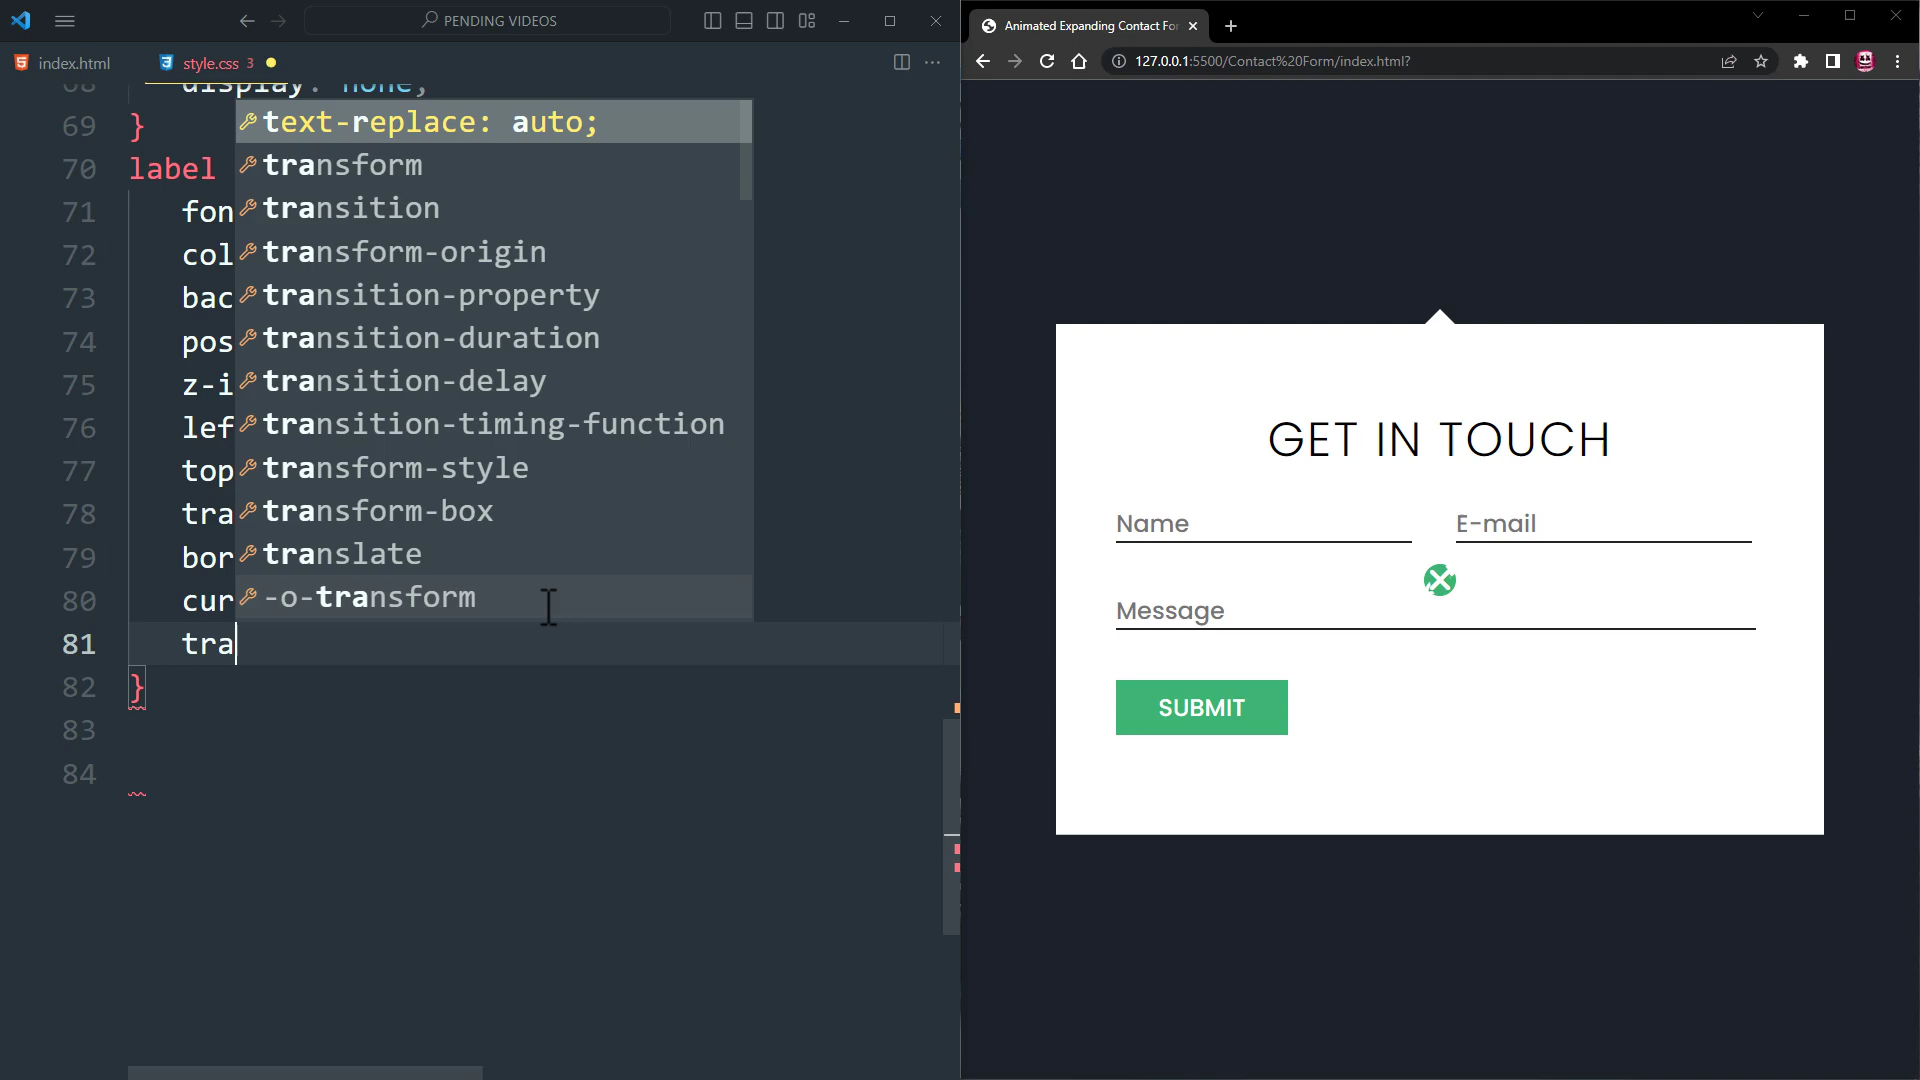 PENDING VIDEOS
index.html
style.css 3
68 display: none;
69 }
70 label
71 fon
72 col
73 bac
74 pos
75 z-i
76 lef
77 top
78 tra
79 bor
80 cur
81 tra
82 }
83
84
text-replace: auto;
transform
transition
transform-origin
transition-property
transition-duration
transition-delay
transition-timing-function
transform-style
transform-box
translate
-o-transform
Animated Expanding Contact For
127.0.0.1:5500/Contact%20Form/index.html?
GET IN TOUCH
Name
E-mail
Message
SUBMIT